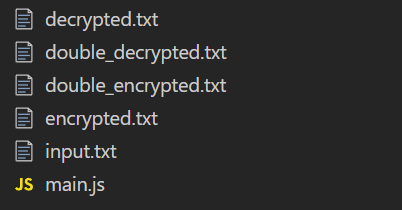 decrypted.txt
double_decrypted.txt
double_encrypted.txt
encrypted.txt
input.txt
JS main.js